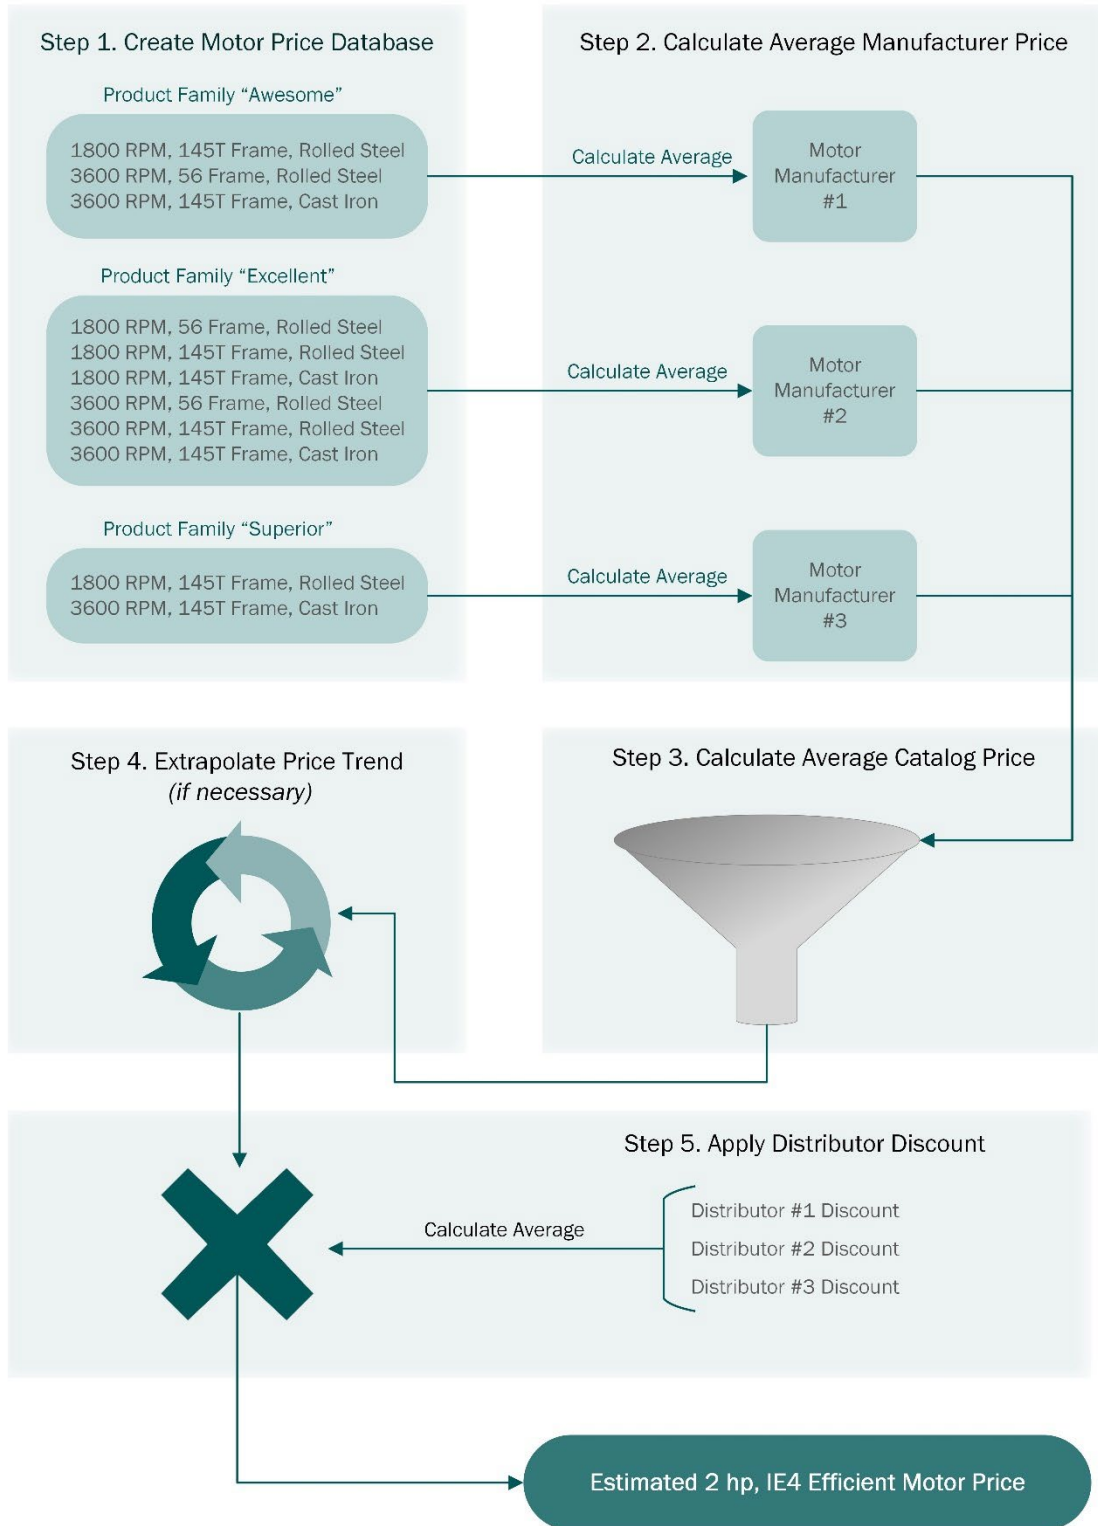 Step 1. Create Motor Price Database
Product Family “Awesome”
1800 RPM, 145T Frame, Rolled Steel
3600 RPM, 56 Frame, Rolled Steel
3600 RPM, 145T Frame, Cast Iron
Product Family “Excellent”
1800 RPM, 56 Frame, Rolled Steel
1800 RPM, 145T Frame, Rolled Steel
1800 RPM, 145T Frame, Cast Iron
3600 RPM, 56 Frame, Rolled Steel
3600 RPM, 145T Frame, Rolled Steel
3600 RPM, 145T Frame, Cast Iron
Product Family “Superior”
1800 RPM, 145T Frame, Rolled Steel
3600 RPM, 145T Frame, Cast Iron
Step 2. Calculate Average Manufacturer Price
Calculate Average
Motor
Manufacturer
#1
Calculate Average
Motor
Manufacturer
#2
Calculate Average
Motor
Manufacturer
#3
Step 3. Calculate Average Catalog Price
Step 4. Extrapolate Price Trend
(if necessary)
Step 5. Apply Distributor Discount
Calculate Average
Distributor #1 Discount
Distributor #2 Discount
Distributor #3 Discount
Estimated 2 hp, IE4 Efficient Motor Price